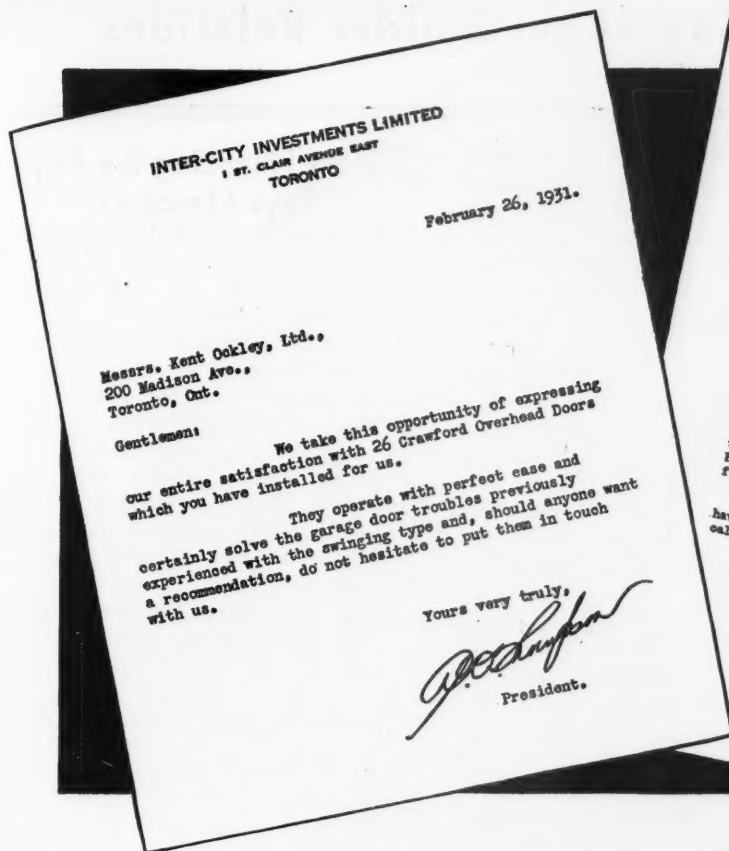 INTER-CITY INVESTMENTS LIMITED
1 ST. CLAIR AVENUE EAST
TORONTO
February 26, 1931.
Messrs. Kent Ockley, Ltd.,
200 Madison Ave.,
Toronto, Ont.
Gentlemen:
We take this opportunity of expressing
our entire satisfaction with 26 Crawford Overhead Doors
which you have installed for us.
They operate with perfect ease and
certainly solve the garage door troubles previously
experienced with the swinging type and, should anyone want
a recommendation, do not hesitate to put them in touch
with us.
Yours very truly,
President.